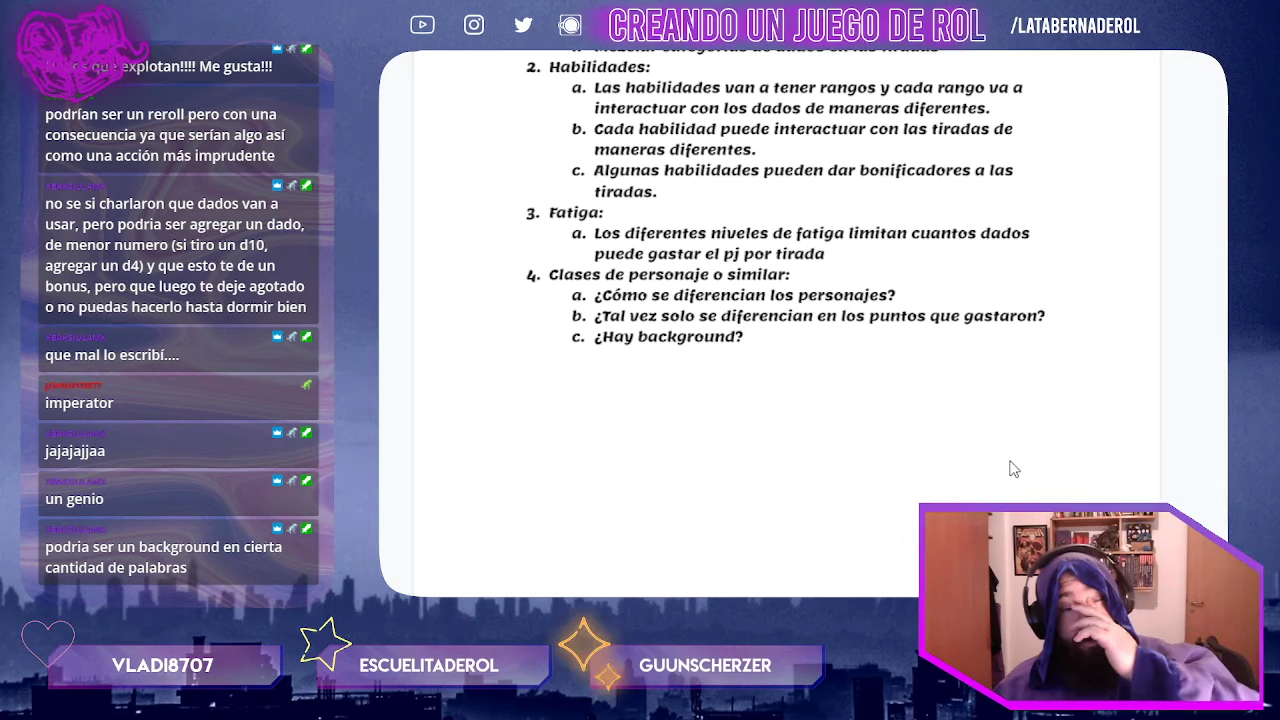 CREANDO UN JUEGO DE ROL
/LATABERNADEROL
explotan!!!! Me gusta!!!
podrían ser un reroll pero con una
consecuencia ya que serían algo así
como una acción más imprudente
no se si charlaron que dados van a
usar, pero podria ser agregar un dado,
de menor numero (si tiro un d10,
agregar un d4) y que esto te de un
bonus, pero que luego te deje agotado
o no puedas hacerlo hasta dormir bien
que mal lo escribí....
imperator
jajajajjaa
un genio
podria ser un background en cierta
cantidad de palabras
2. Habilidades:
a. Las habilidades van a tener rangos y cada rango va a
interactuar con los dados de maneras diferentes.
b. Cada habilidad puede interactuar con las tiradas de
maneras diferentes.
c. Algunas habilidades pueden dar bonificadores a las
tiradas.
3. Fatiga:
a. Los diferentes niveles de fatiga limitan cuantos dados
puede gastar el pj por tirada
4. Clases de personaje o similar:
a. ¿Cómo se diferencian los personajes?
b. ¿Tal vez solo se diferencian en los puntos que gastaron?
c. ¿Hay background?
VLADI8707
ESCUELITADEROL
GUUNSCHERZER